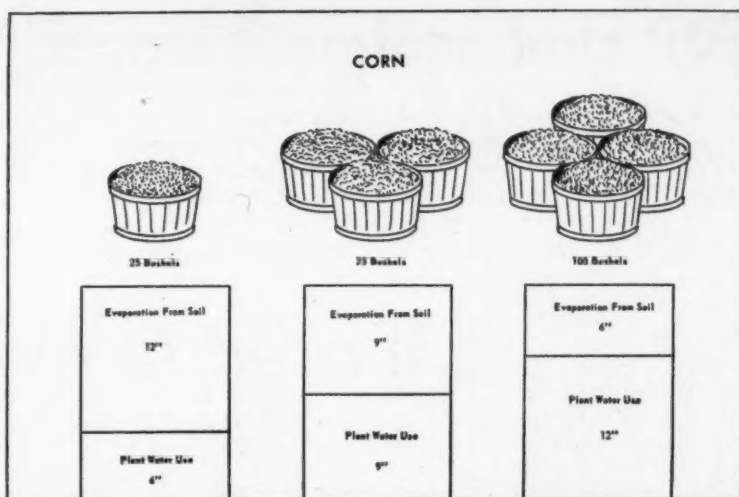 CORN
25 Bushels
75 Bushels
100 Bushels
Evaporation From Soil
12"
Plant Water Use
6"
Evaporation From Soil
9"
Plant Water Use
9"
Evaporation From Soil
6"
Plant Water Use
12"